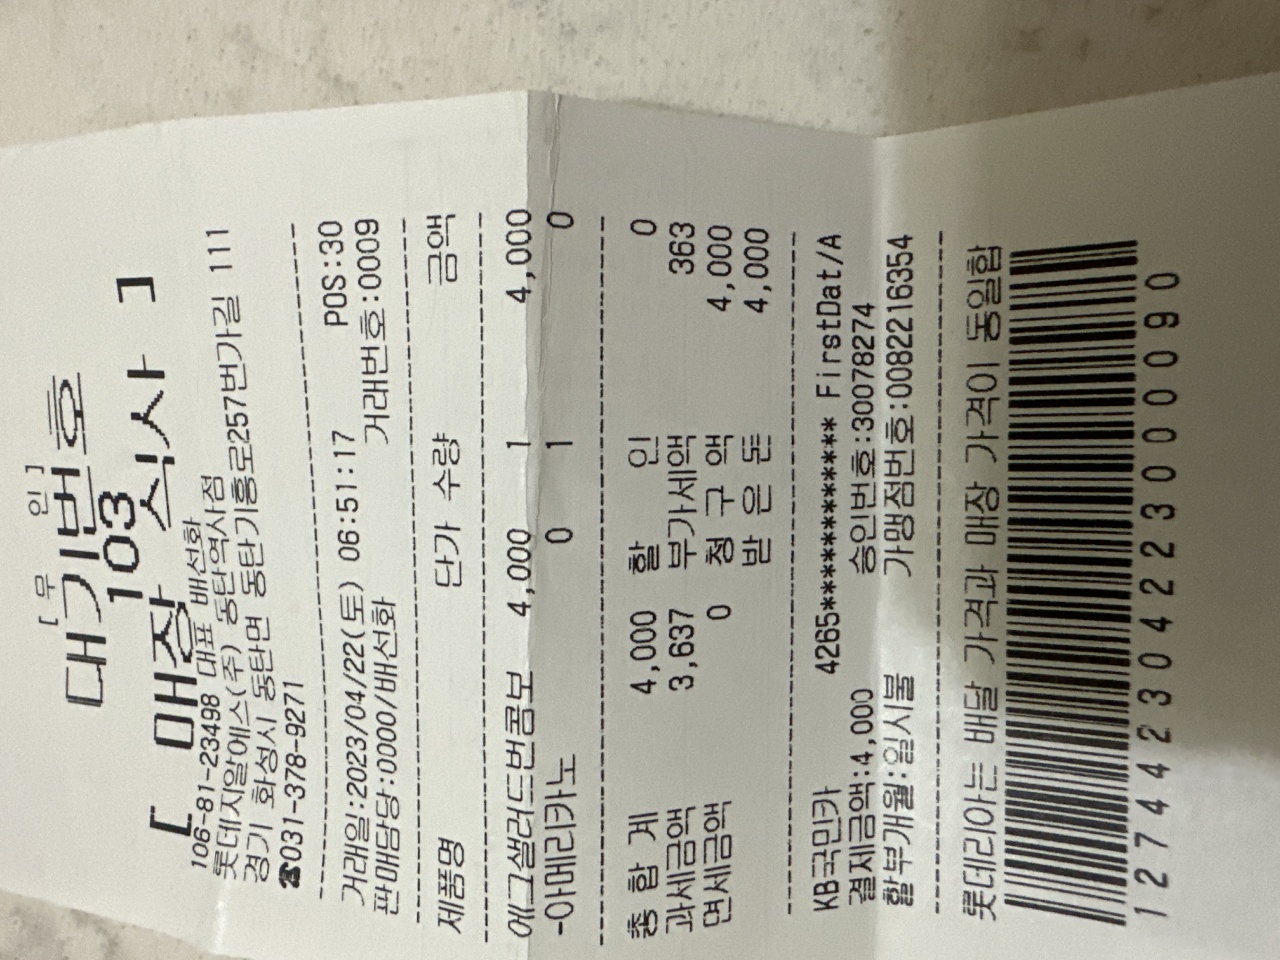 [ 무 인 ]
대기번호
103
[ 매장 식사 ]
106-81-23498 대표 배선화
롯데지알에스(주) 동탄역사점
경기 화성시 동탄면 동탄기흥로257번가길 111
☎031-378-9271
거래일:2023/04/22(토) 06:51:17 POS:30
판매담당:0000/배선화 거래번호:0009
제품명 단가 수량 금액
에그샐러드번콤보 4,000 1 4,000
-아메리카노 0 1 0
총 합 계 4,000 할 인 0
과세금액 3,637 부가세액 363
면세금액 0 청 구 액 4,000
받 은 돈 4,000
KB국민카 4265************ FirstDat/A
결제금액:4,000 승인번호:30078274
할부개월:일시불 가맹점번호:00822216354
롯데리아는 배달 가격과 매장 가격이 동일함
127442304223000090